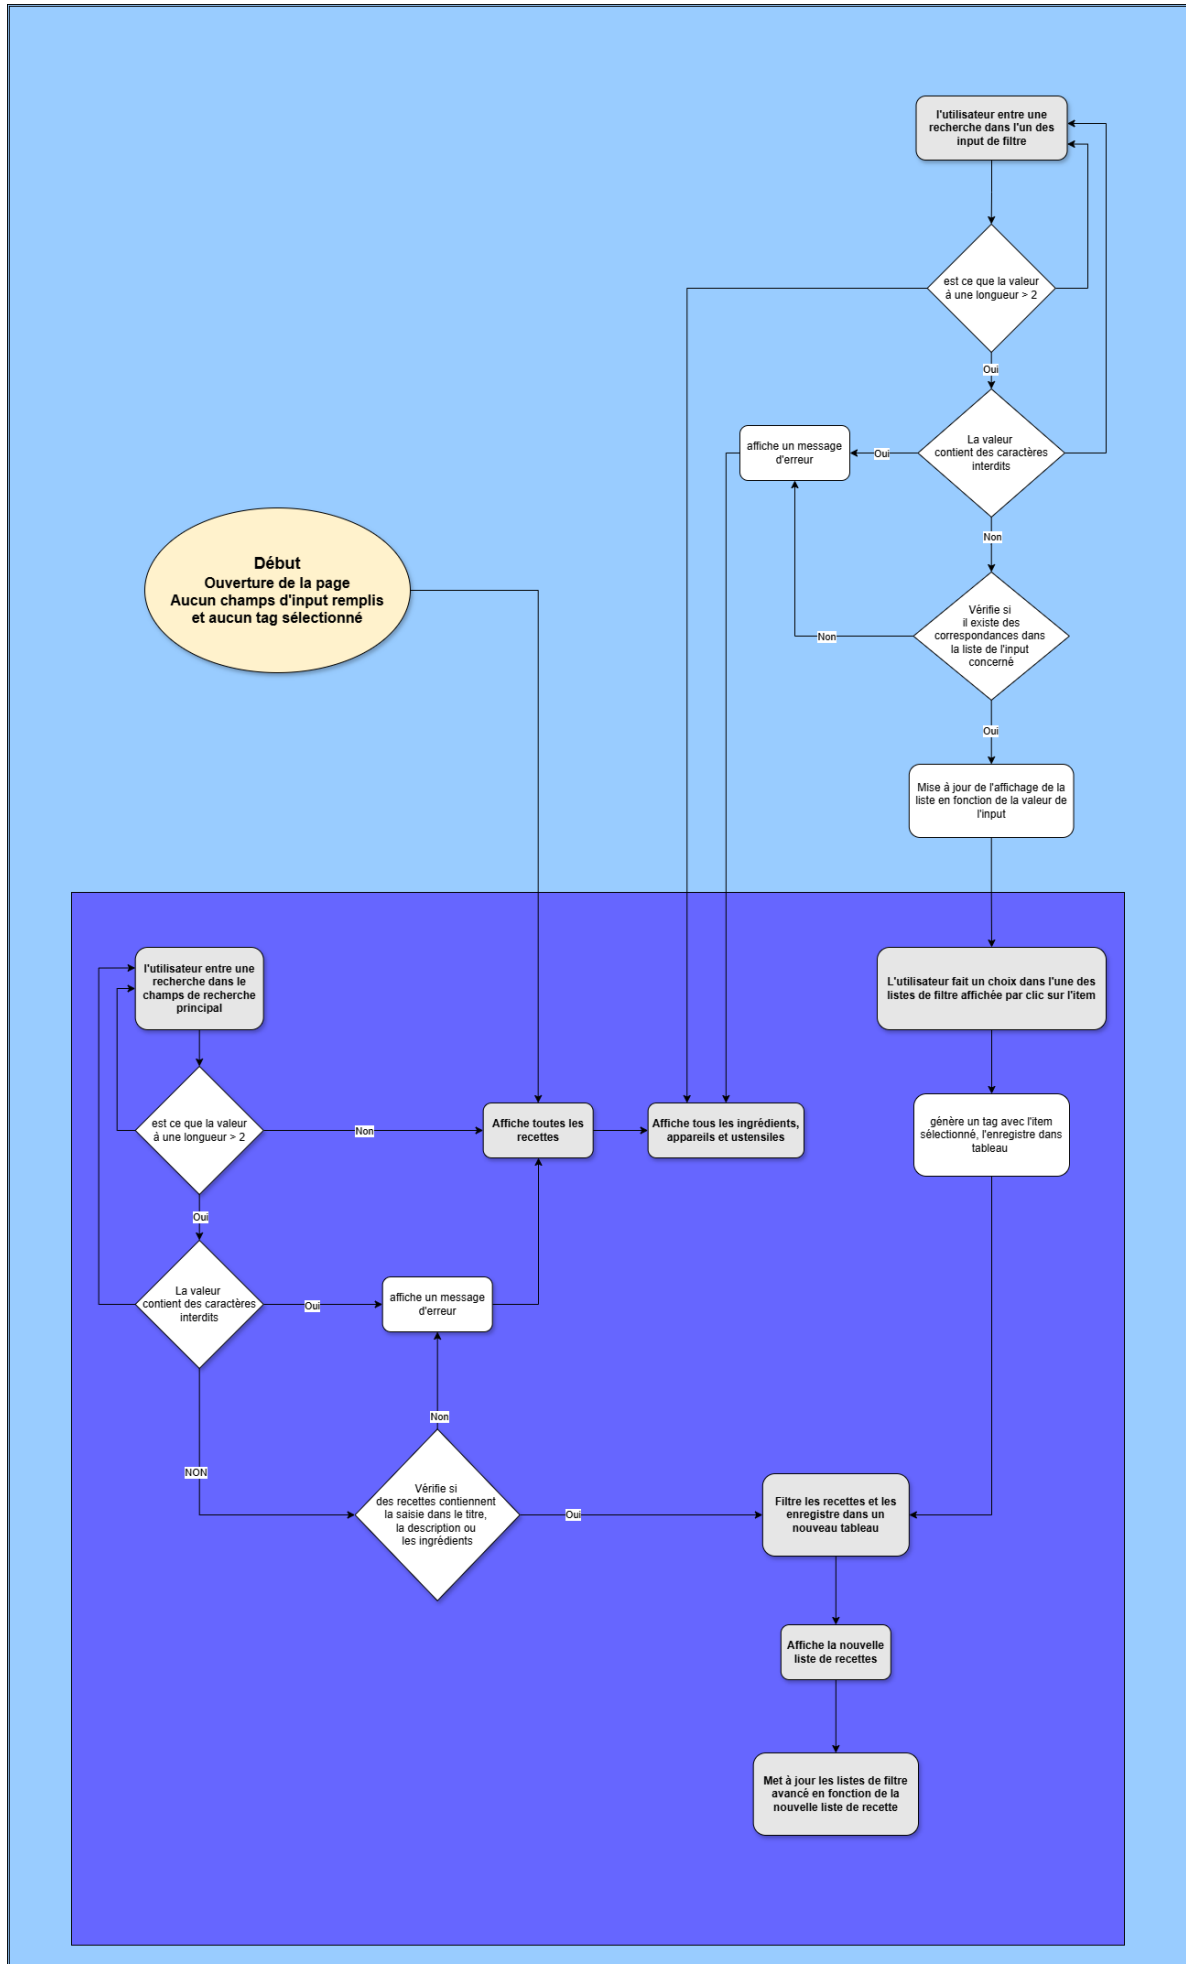 l'utilisateur entre une
recherche dans l'un des
input de filtre
est ce que la valeur
à une longueur > 2
Oui
La valeur
contient des caractères
interdits
Oui
affiche un message
d'erreur
Non
Vérifie si
il existe des
correspondances dans
la liste de l'input
concerné
Non
Oui
Mise à jour de l'affichage de la
liste en fonction de la valeur de
l'input
Début
Ouverture de la page
Aucun champs d'input remplis
et aucun tag sélectionné
l'utilisateur entre une
recherche dans le
champs de recherche
principal
L'utilisateur fait un choix dans l'une des
listes de filtre affichée par clic sur l'item
est ce que la valeur
à une longueur > 2
Non
Affiche toutes les
recettes
Affiche tous les ingrédients,
appareils et ustensiles
génère un tag avec l'item
sélectionné, l'enregistre dans
tableau
Oui
La valeur
contient des caractères
interdits
Oui
affiche un message
d'erreur
Non
NON
Vérifie si
des recettes contiennent
la saisie dans le titre,
la description ou
les ingrédients
Oui
Filtre les recettes et les
enregistre dans un
nouveau tableau
Affiche la nouvelle
liste de recettes
Met à jour les listes de filtre
avancé en fonction de la
nouvelle liste de recette